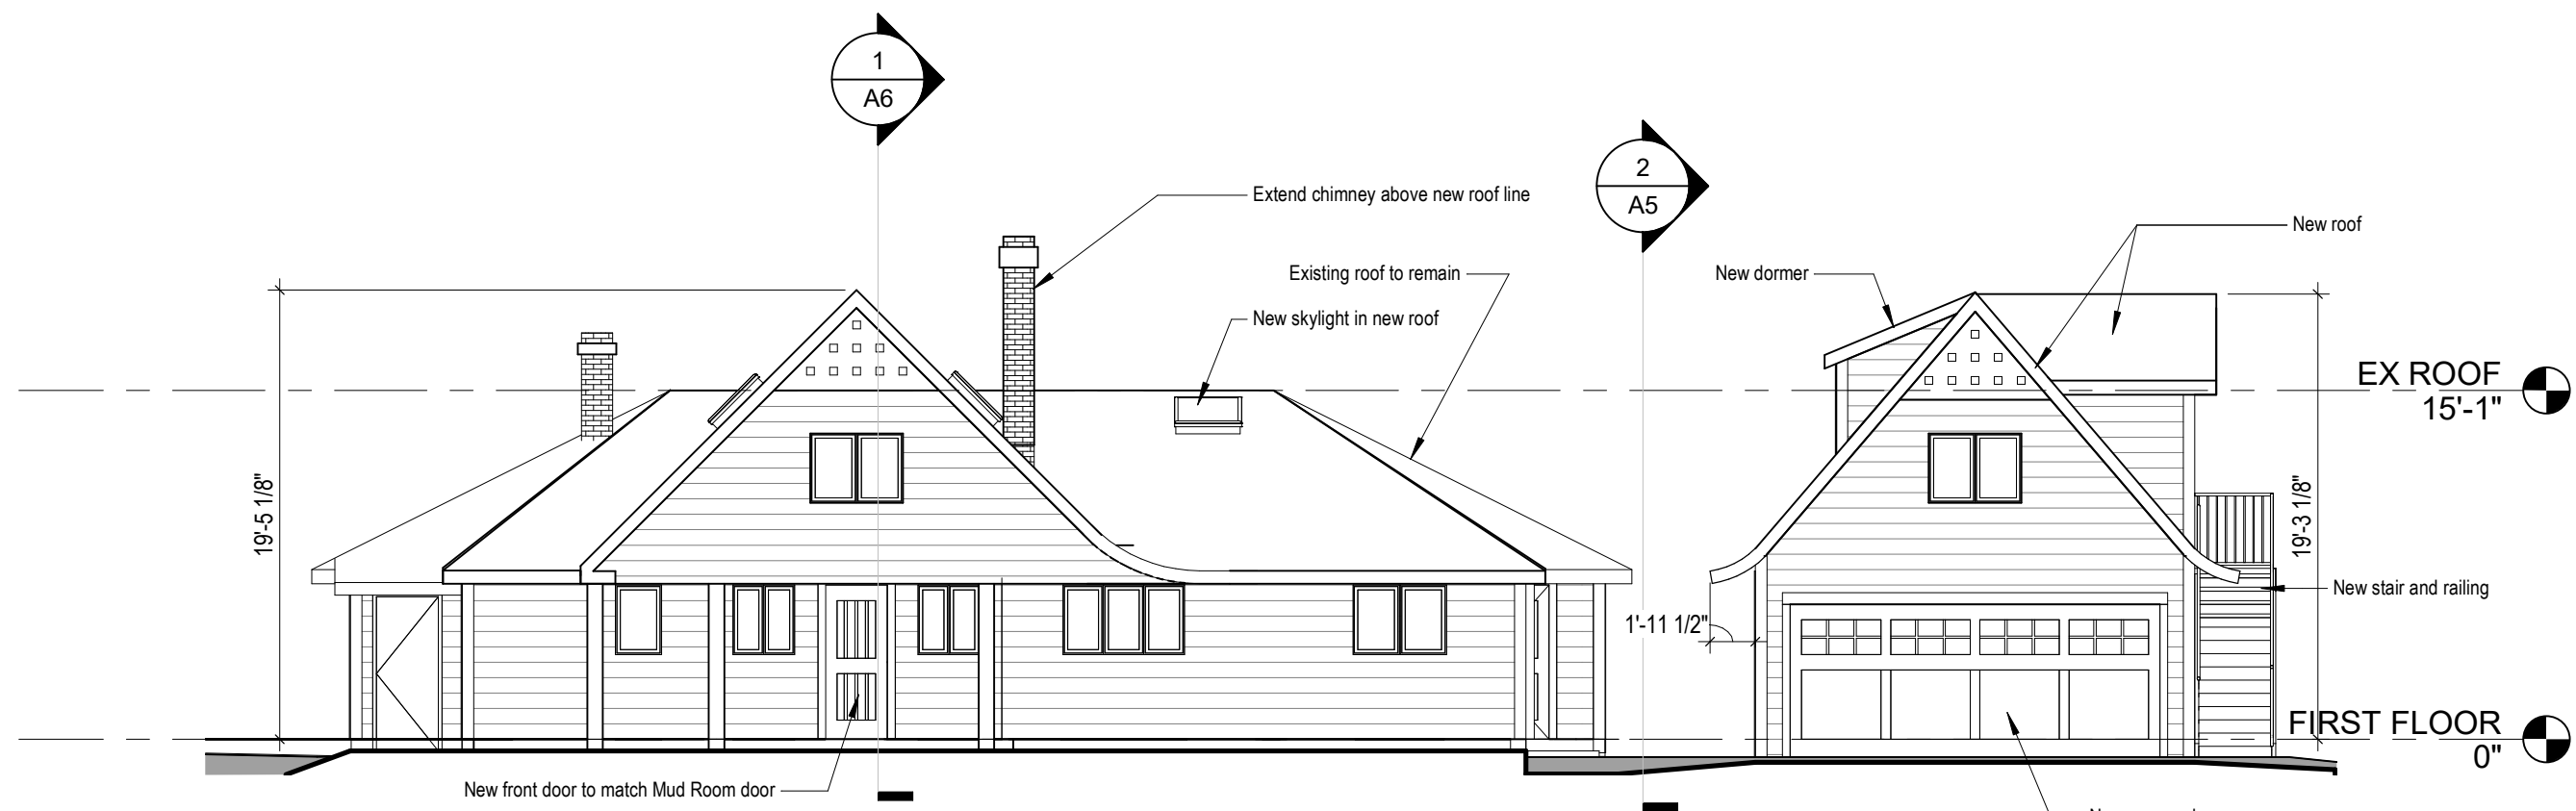 1
A6
2
A5
Extend chimney above new roof line
New roof
Existing roof to remain
New dormer
New skylight in new roof
EX ROOF
15'-1"
19'-5 1/8"
19'-3 1/8"
New stair and railing
1'-11 1/2"
FIRST FLOOR
0"
New front door to match Mud Room door